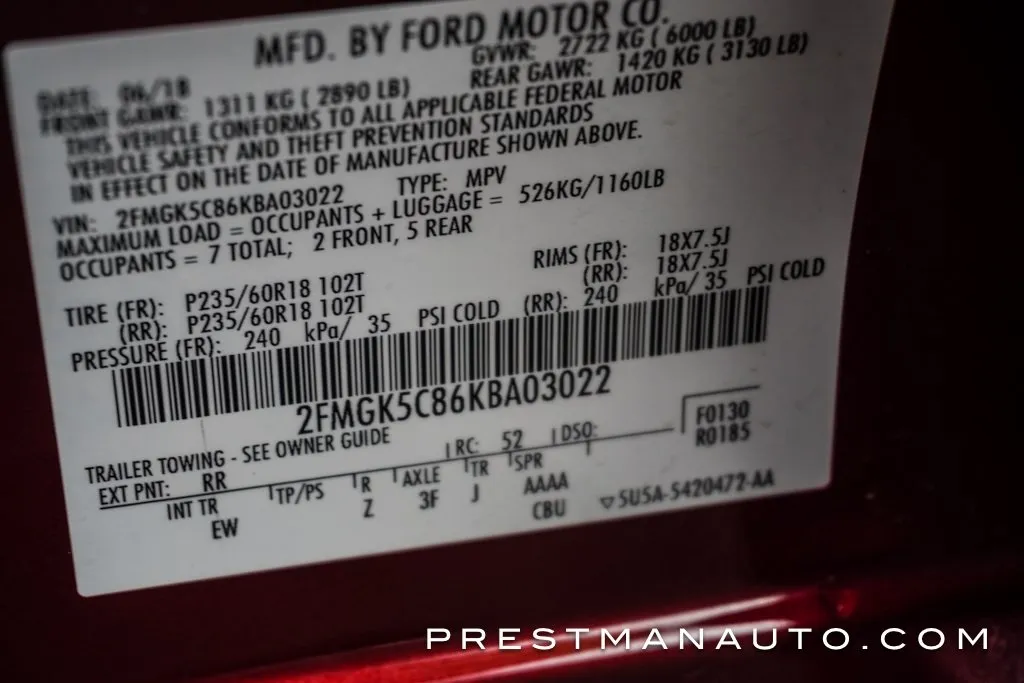 MFD. BY FORD MOTOR CO.
DATE: 06/18 GVWR: 2722 KG ( 6000 LB)
FRONT GAWR: 1311 KG ( 2890 LB) REAR GAWR: 1420 KG ( 3130 LB)
THIS VEHICLE CONFORMS TO ALL APPLICABLE FEDERAL MOTOR
VEHICLE SAFETY AND THEFT PREVENTION STANDARDS
IN EFFECT ON THE DATE OF MANUFACTURE SHOWN ABOVE.
VIN: 2FMGK5C86KBA03022 TYPE: MPV
MAXIMUM LOAD = OCCUPANTS + LUGGAGE = 526KG/1160LB
OCCUPANTS = 7 TOTAL; 2 FRONT, 5 REAR
TIRE (FR): P235/60R18 102T RIMS (FR): 18X7.5J
(RR): P235/60R18 102T (RR): 18X7.5J
PRESSURE (FR): 240 kPa/ 35 PSI COLD (RR): 240 kPa/ 35 PSI COLD
2FMGK5C86KBA03022
F0130
R0185
TRAILER TOWING - SEE OWNER GUIDE
EXT PNT: RR RC: 52 DSO:
INT TR TP/PS R AXLE TR SPR
EW Z 3F J AAAA
CBU ▽5U5A-5420472-AA
PRESTMANAUTO.COM